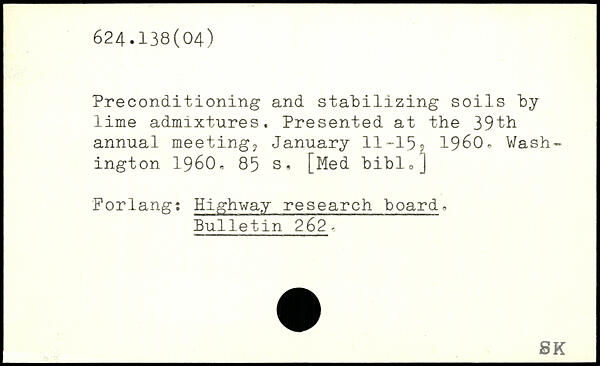 624.138(04)
Preconditioning and stabilizing soils by
lime admixtures. Presented at the 39th
annual meeting, January 11-15, 1960. Wash-
ington 1960. 85 s. [Med bibl.]
Forlang: Highway research board.
Bulletin 262.
SK